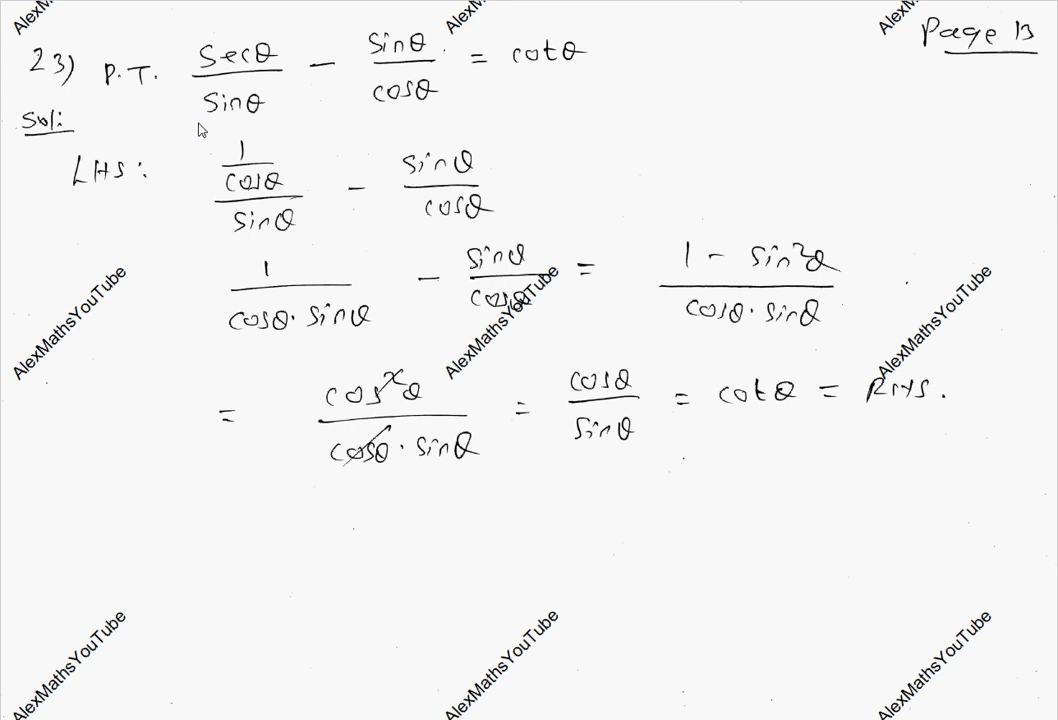 Page 13
23) P.T. secθ/sinθ - sinθ/cosθ = cotθ
Sol:
LHS: (1/cosθ)/sinθ - sinθ/cosθ
1/(cosθ·sinθ) - sinθ/cosθ = (1 - sin²θ)/(cosθ·sinθ)
= cos²θ/(cosθ·sinθ) = cosθ/sinθ = cotθ = RHS.
AlexMathsYouTube
AlexMathsYouTube
AlexMathsYouTube
AlexMathsYouTube
AlexMathsYouTube
AlexMathsYouTube